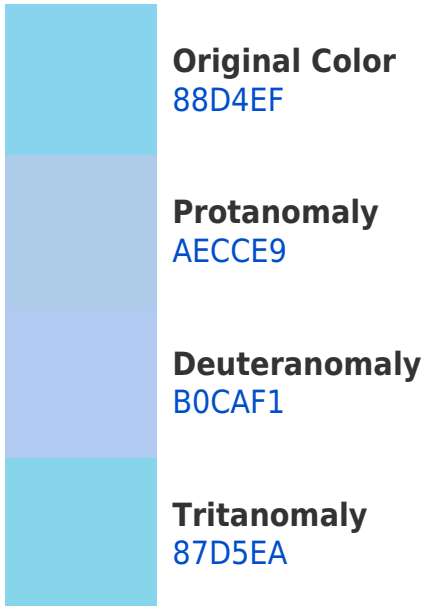 Original Color
88D4EF
Protanomaly
AECCE9
Deuteranomaly
B0CAF1
Tritanomaly
87D5EA